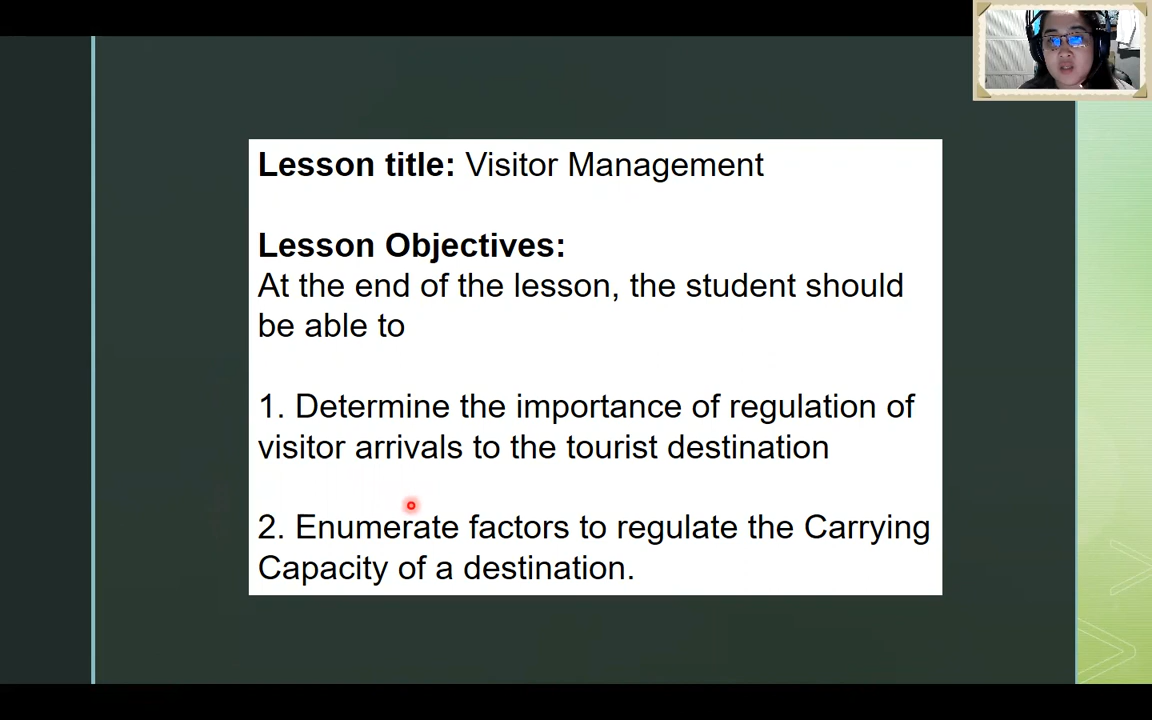 Lesson title: Visitor Management
Lesson Objectives:
At the end of the lesson, the student should
be able to
1. Determine the importance of regulation of
visitor arrivals to the tourist destination
2. Enumerate factors to regulate the Carrying
Capacity of a destination.